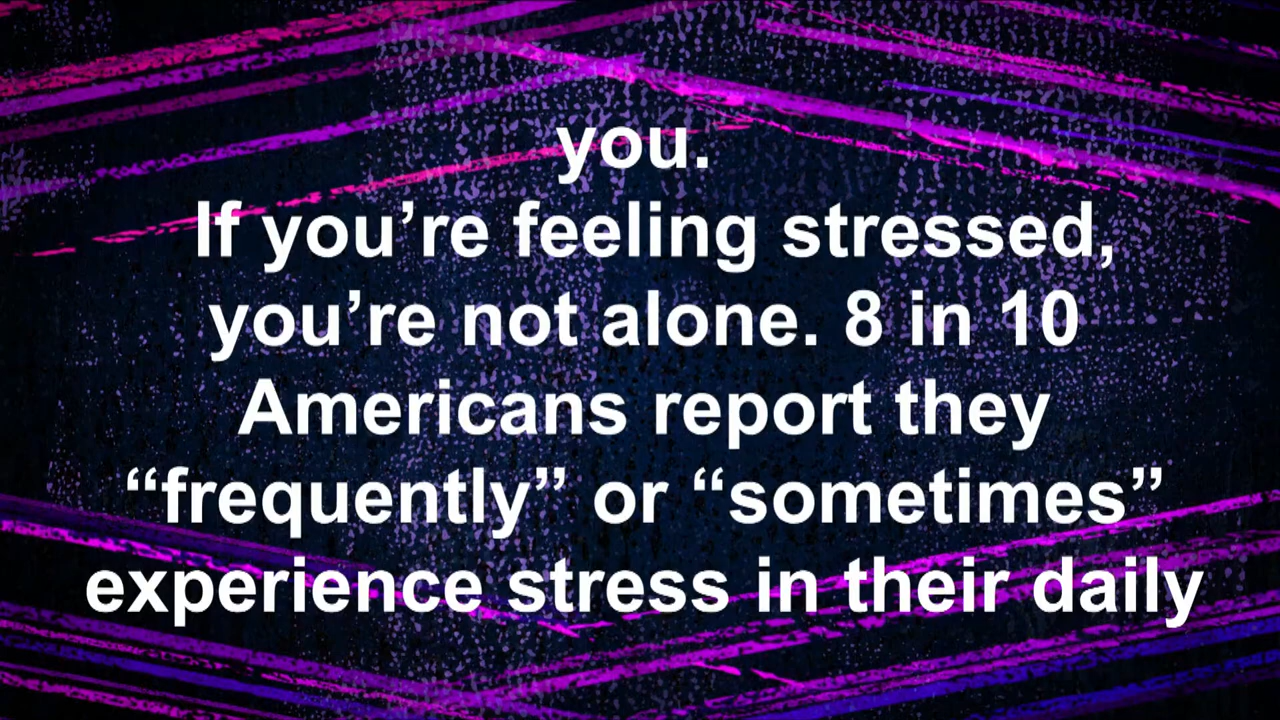 you.
If you’re feeling stressed,
you’re not alone. 8 in 10
Americans report they
“frequently” or “sometimes”
experience stress in their daily